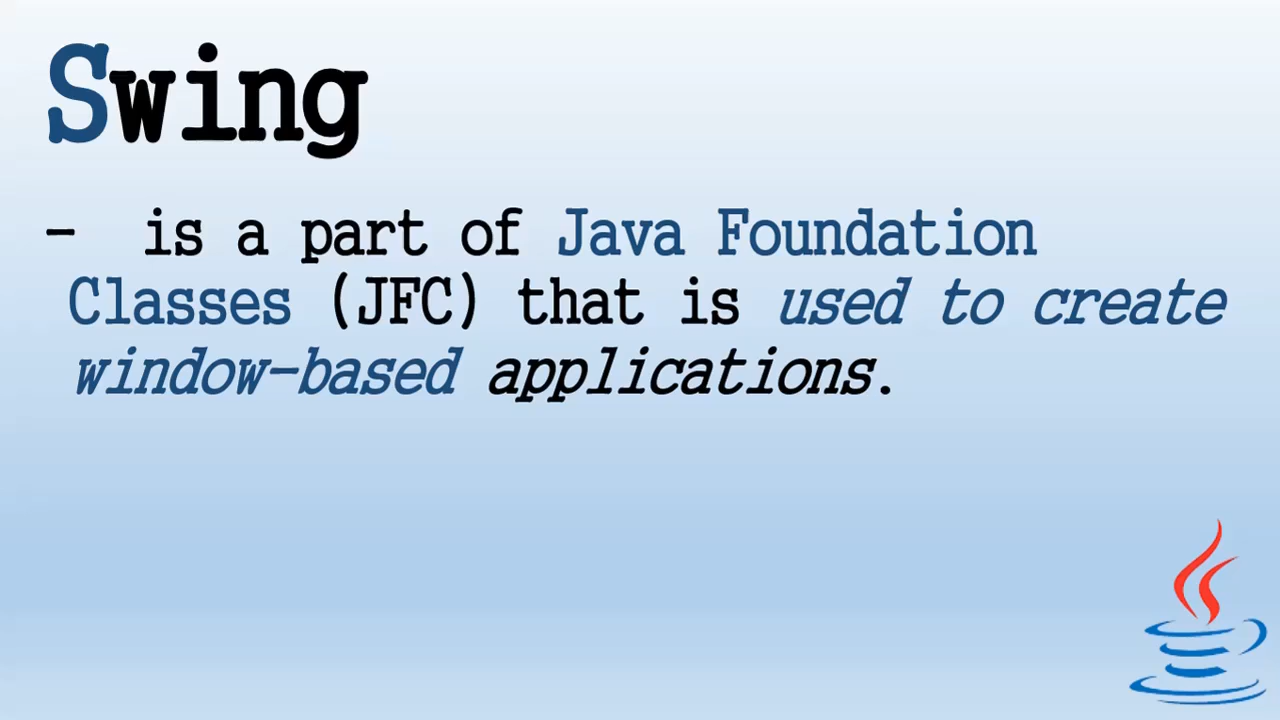 Swing
- is a part of Java Foundation
Classes (JFC) that is used to create
window-based applications.